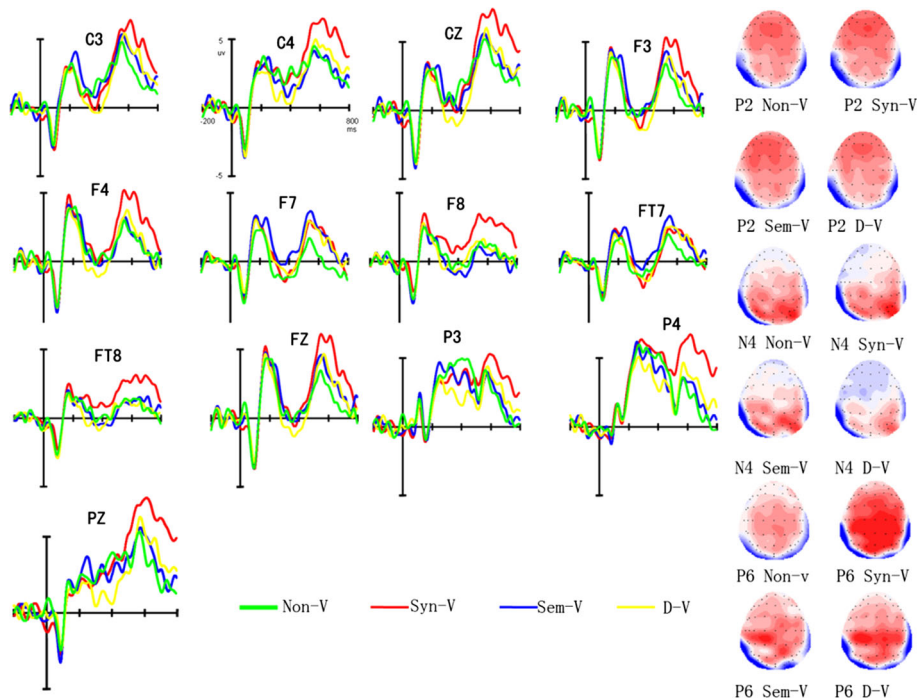 C3
C4
CZ
F3
5
uv
-200
800
ms
-5
P2 Non-V
P2 Syn-V
F4
F7
F8
FT7
P2 Sem-V
P2 D-V
N4 Non-V
N4 Syn-V
FT8
FZ
P3
P4
N4 Sem-V
N4 D-V
PZ
P6 Non-v
P6 Syn-V
Non-V
Syn-V
Sem-V
D-V
P6 Sem-V
P6 D-V